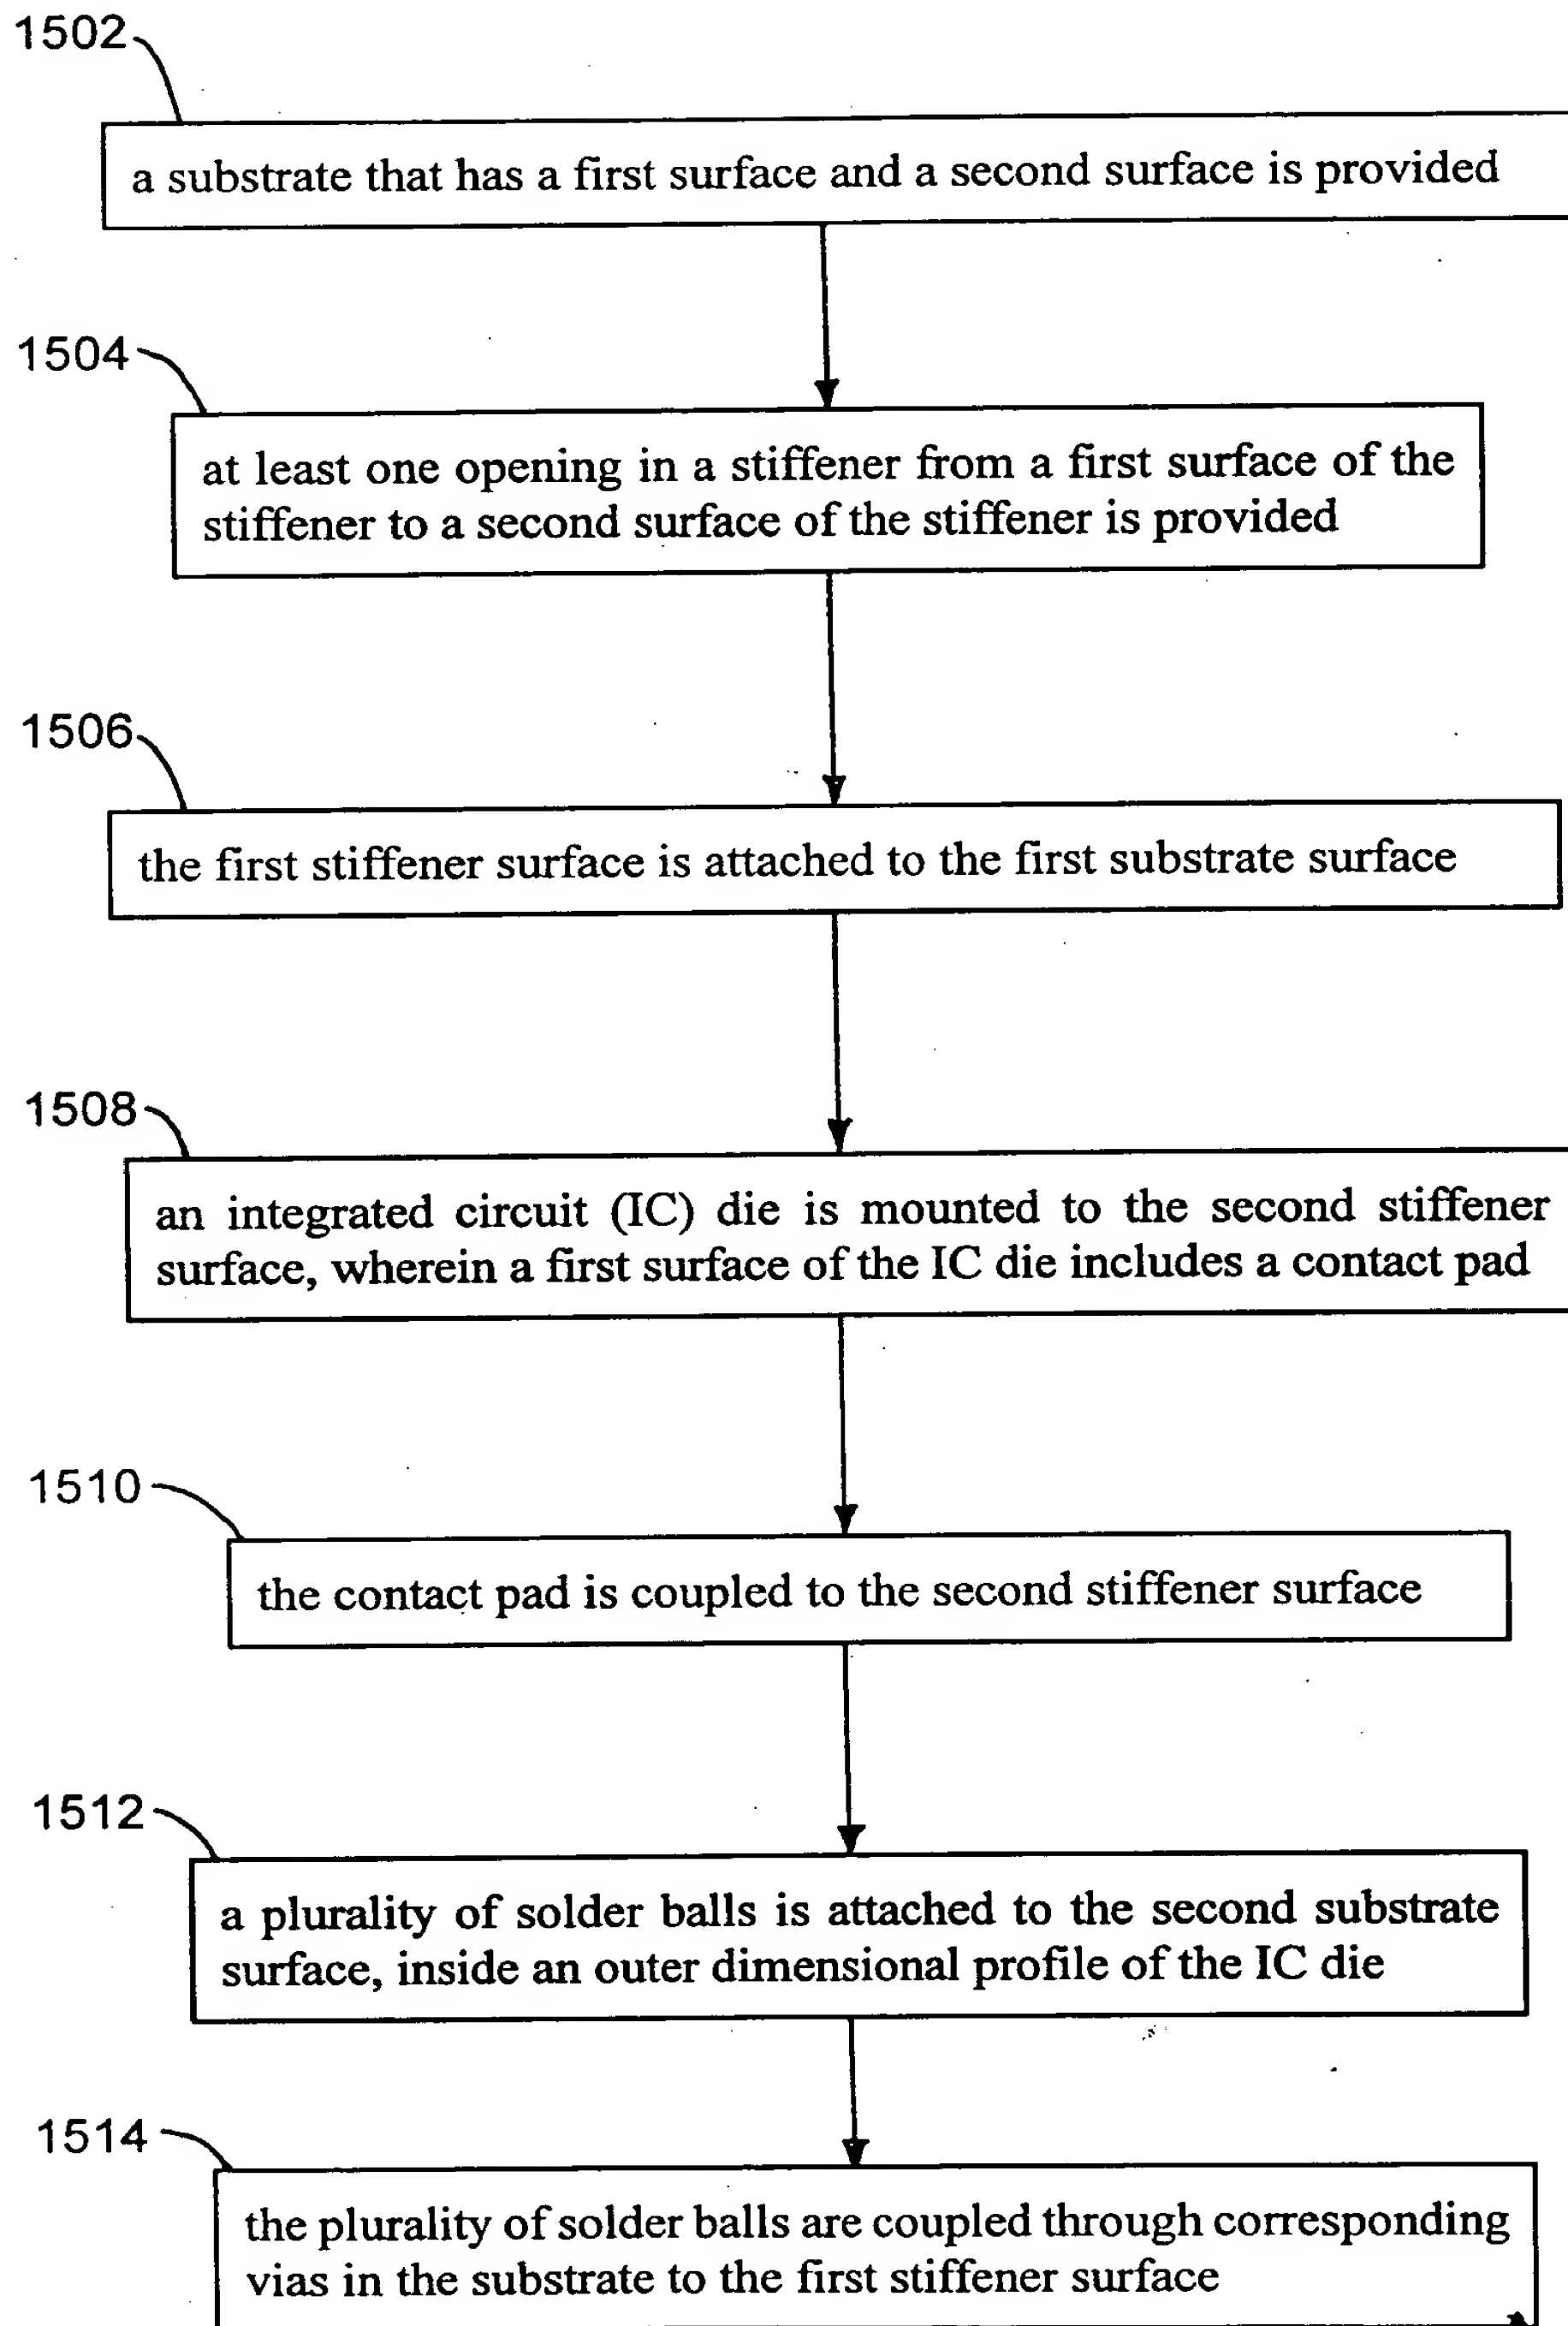 1502
a substrate that has a first surface and a second surface is provided
1504
at least one opening in a stiffener from a first surface of the
stiffener to a second surface of the stiffener is provided
1506
the first stiffener surface is attached to the first substrate surface
1508
an integrated circuit (IC) die is mounted to the second stiffener
surface, wherein a first surface of the IC die includes a contact pad
1510
the contact pad is coupled to the second stiffener surface
1512
a plurality of solder balls is attached to the second substrate
surface, inside an outer dimensional profile of the IC die
1514
the plurality of solder balls are coupled through corresponding
vias in the substrate to the first stiffener surface